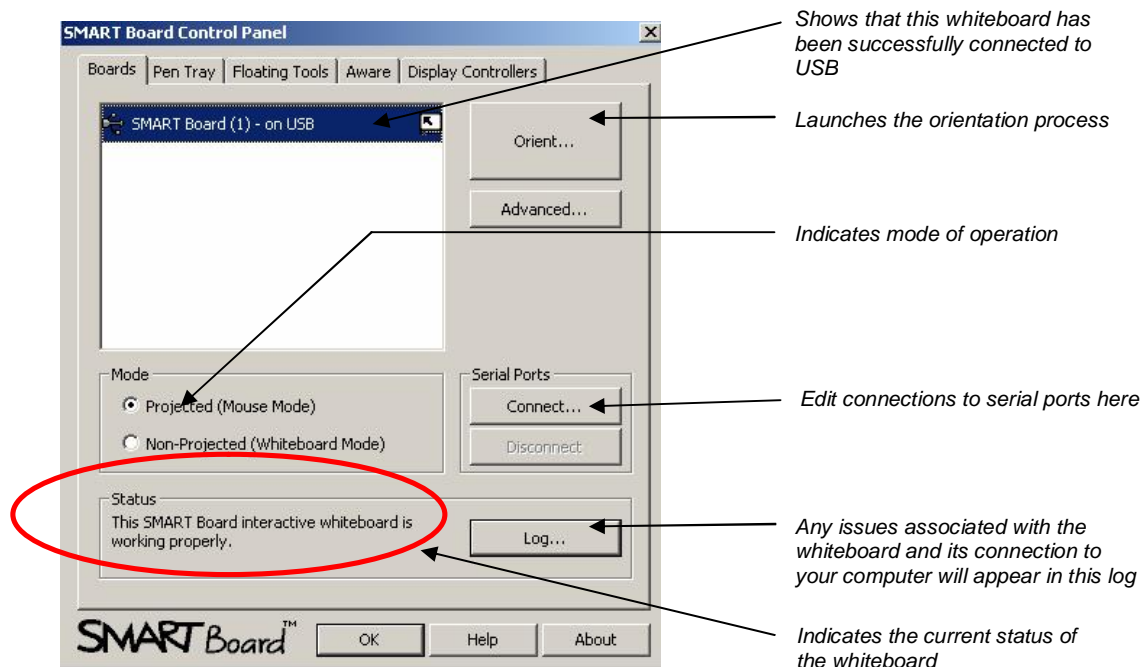 SMART Board Control Panel
Boards Pen Tray Floating Tools Aware Display Controllers
SMART Board (1) - on USB
Orient...
Advanced...
Mode
Projected (Mouse Mode)
Non-Projected (Whiteboard Mode)
Serial Ports
Connect...
Disconnect
Status
This SMART Board interactive whiteboard is
working properly.
Log...
SMART Board™
OK Help About
Shows that this whiteboard has
been successfully connected to
USB
Launches the orientation process
Indicates mode of operation
Edit connections to serial ports here
Any issues associated with the
whiteboard and its connection to
your computer will appear in this log
Indicates the current status of
the whiteboard